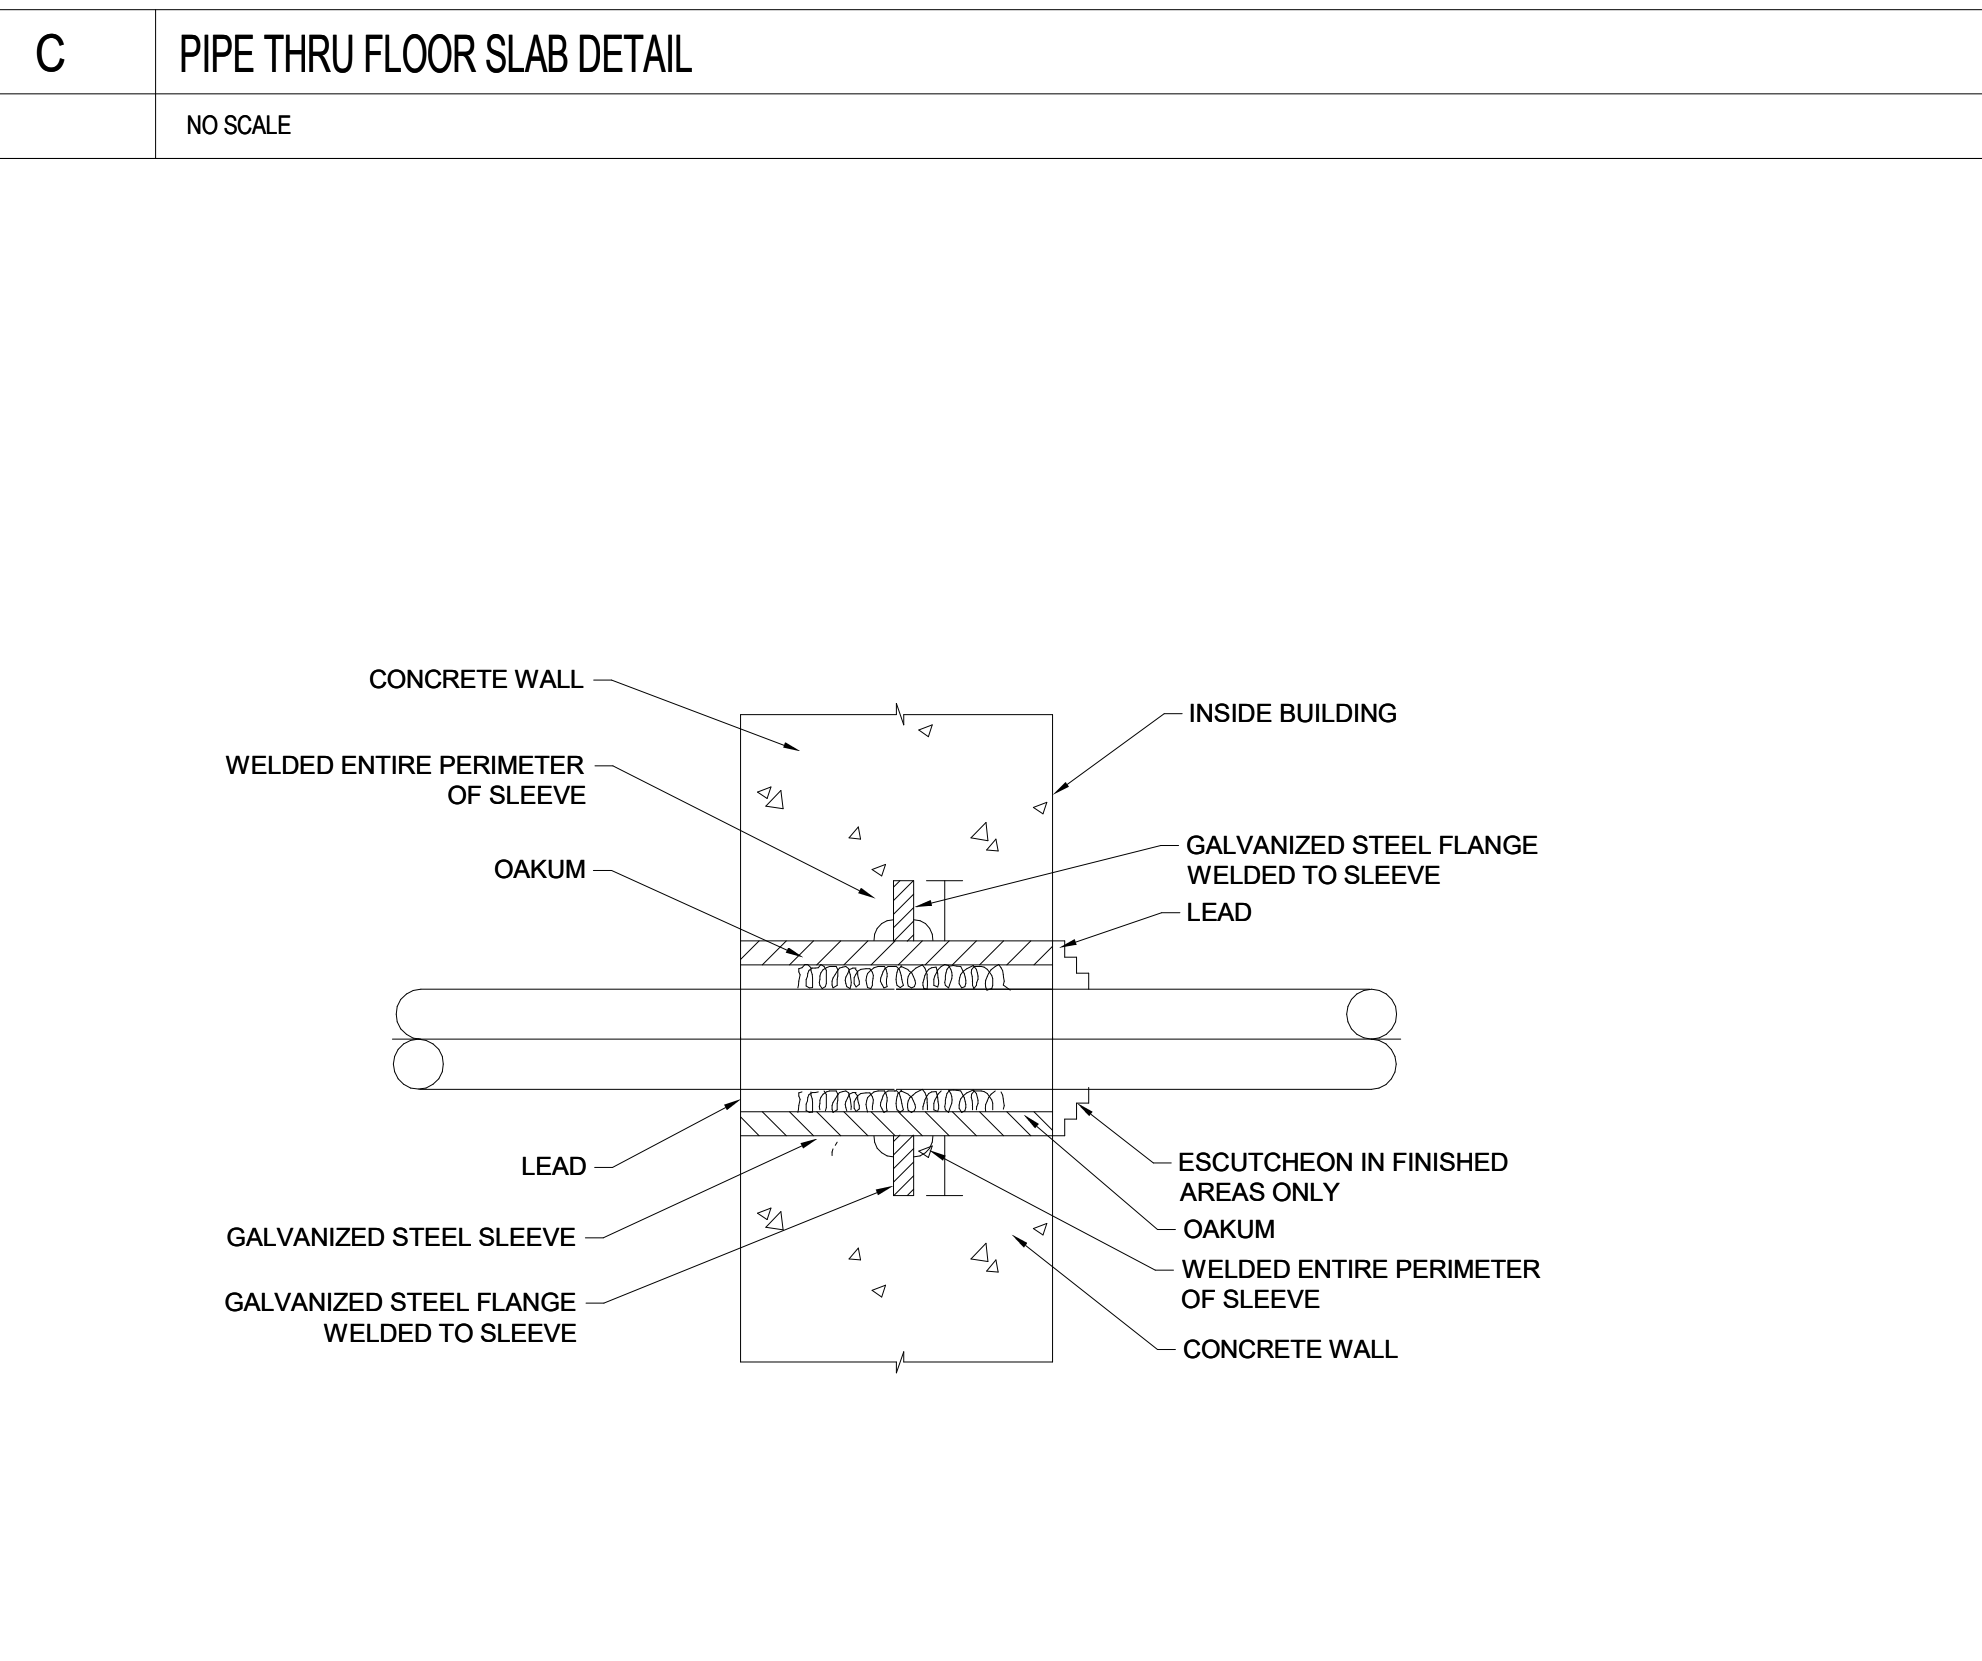 C
PIPE THRU FLOOR SLAB DETAIL
NO SCALE
CONCRETE WALL
WELDED ENTIRE PERIMETER
OF SLEEVE
OAKUM
LEAD
GALVANIZED STEEL SLEEVE
GALVANIZED STEEL FLANGE
WELDED TO SLEEVE
INSIDE BUILDING
GALVANIZED STEEL FLANGE
WELDED TO SLEEVE
LEAD
ESCUTCHEON IN FINISHED
AREAS ONLY
OAKUM
WELDED ENTIRE PERIMETER
OF SLEEVE
CONCRETE WALL